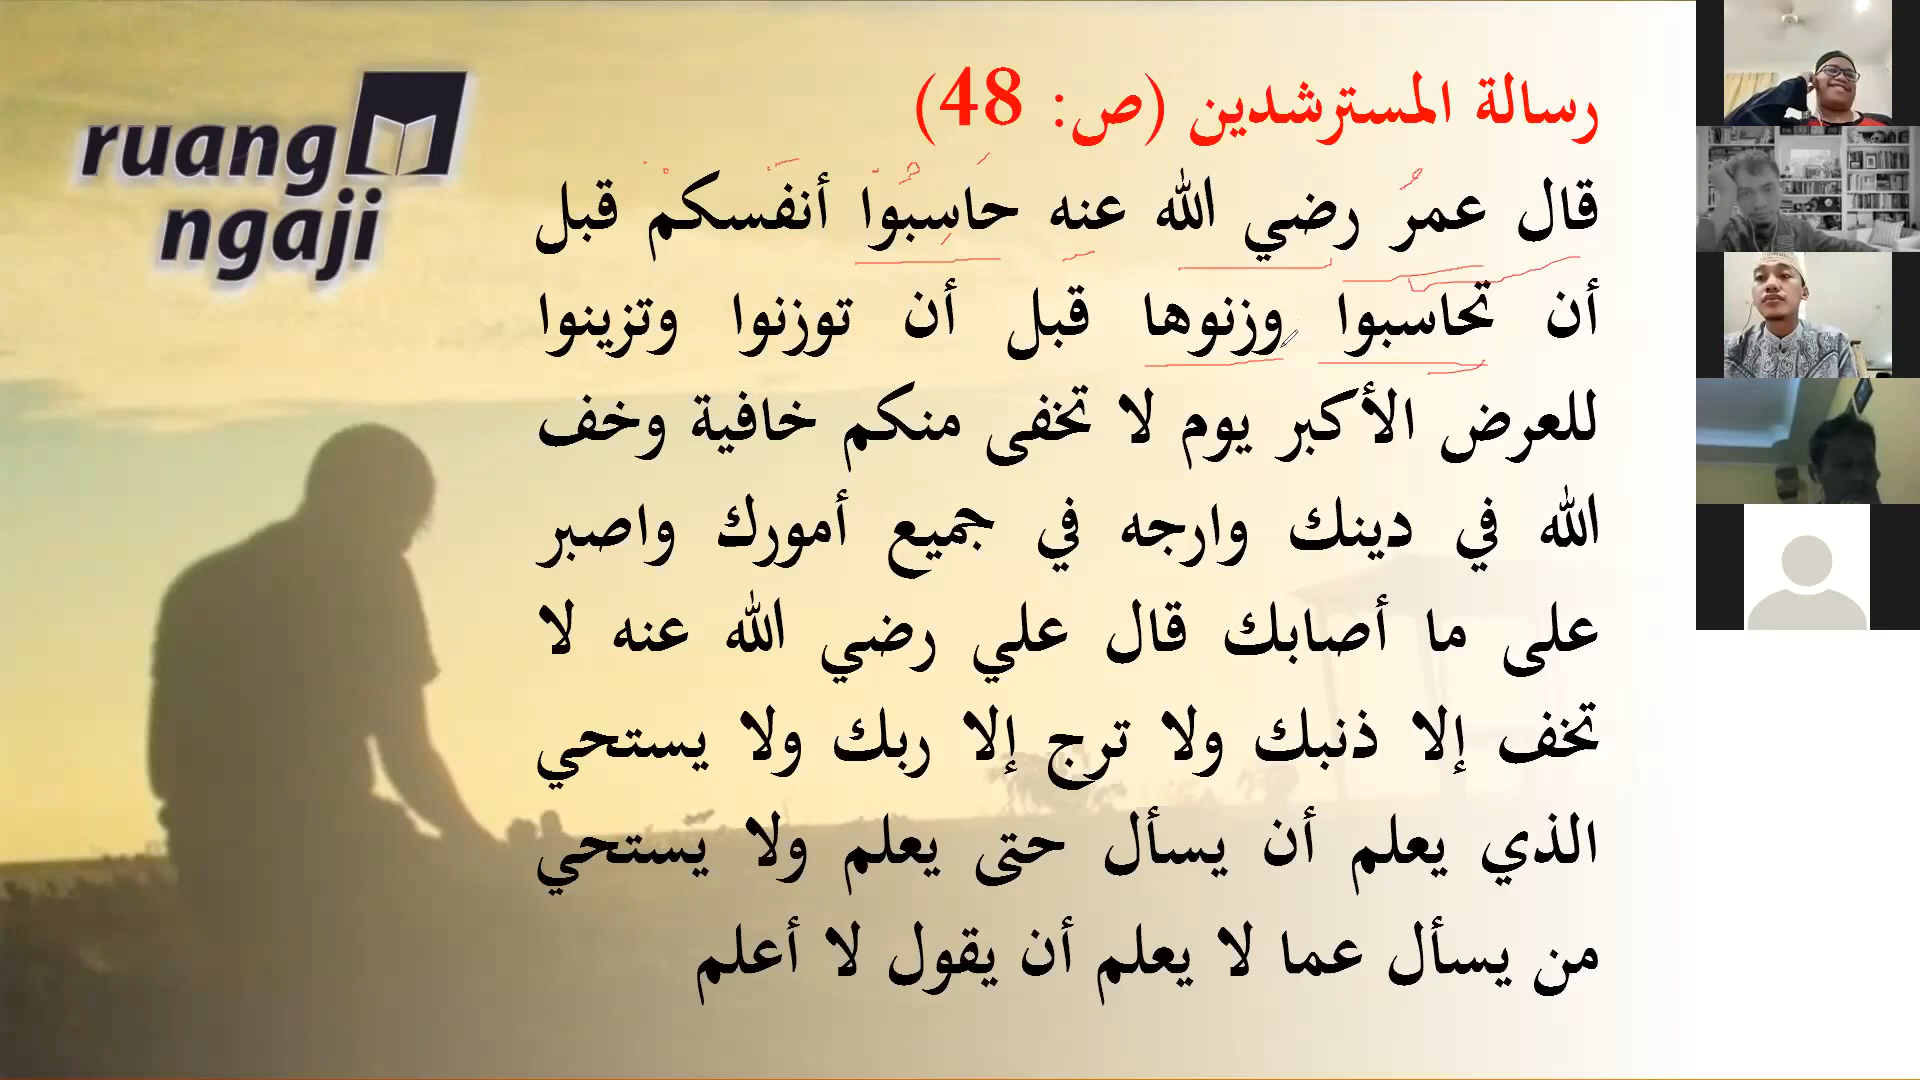 ruang
ngaji
رسالة المسترشدين (ص: 48)
قال عمرُ رضي الله عنه حاسِبُوا أنفَسكمْ قبل
أن تحاسبوا وزنوها قبل أن توزنوا وتزينوا
للعرض الأكبر يوم لا تخفى منكم خافية وخف
الله في دينك وارجه في جميع أمورك واصبر
على ما أصابك قال علي رضي الله عنه لا
تخف إلا ذنبك ولا ترج إلا ربك ولا يستحي
الذي يعلم أن يسأل حتى يعلم ولا يستحي
من يسأل عما لا يعلم أن يقول لا أعلم